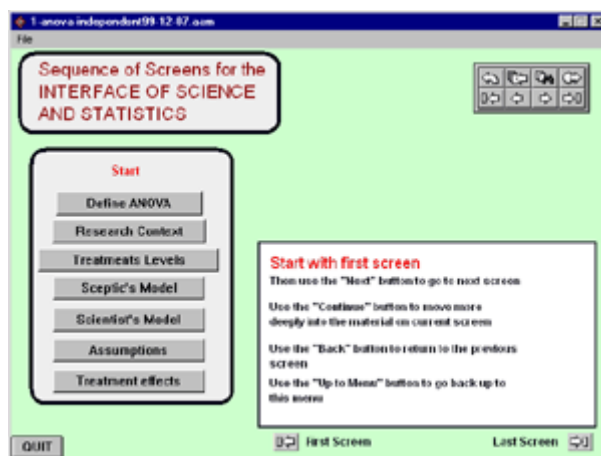 1-anova-independent99-12-07.asm
File
Sequence of Screens for the
INTERFACE OF SCIENCE
AND STATISTICS
Start
Define ANOVA
Research Context
Treatments Levels
Sceptic's Model
Scientist's Model
Assumptions
Treatment effects
Start with first screen
Then use the "Next" button to go to next screen
Use the "Continue" button to move more
deeply into the material on current screen
Use the "Back" button to return to the previous
screen
Use the "Up to Menu" button to go back up to
this menu
QUIT
First Screen
Last Screen